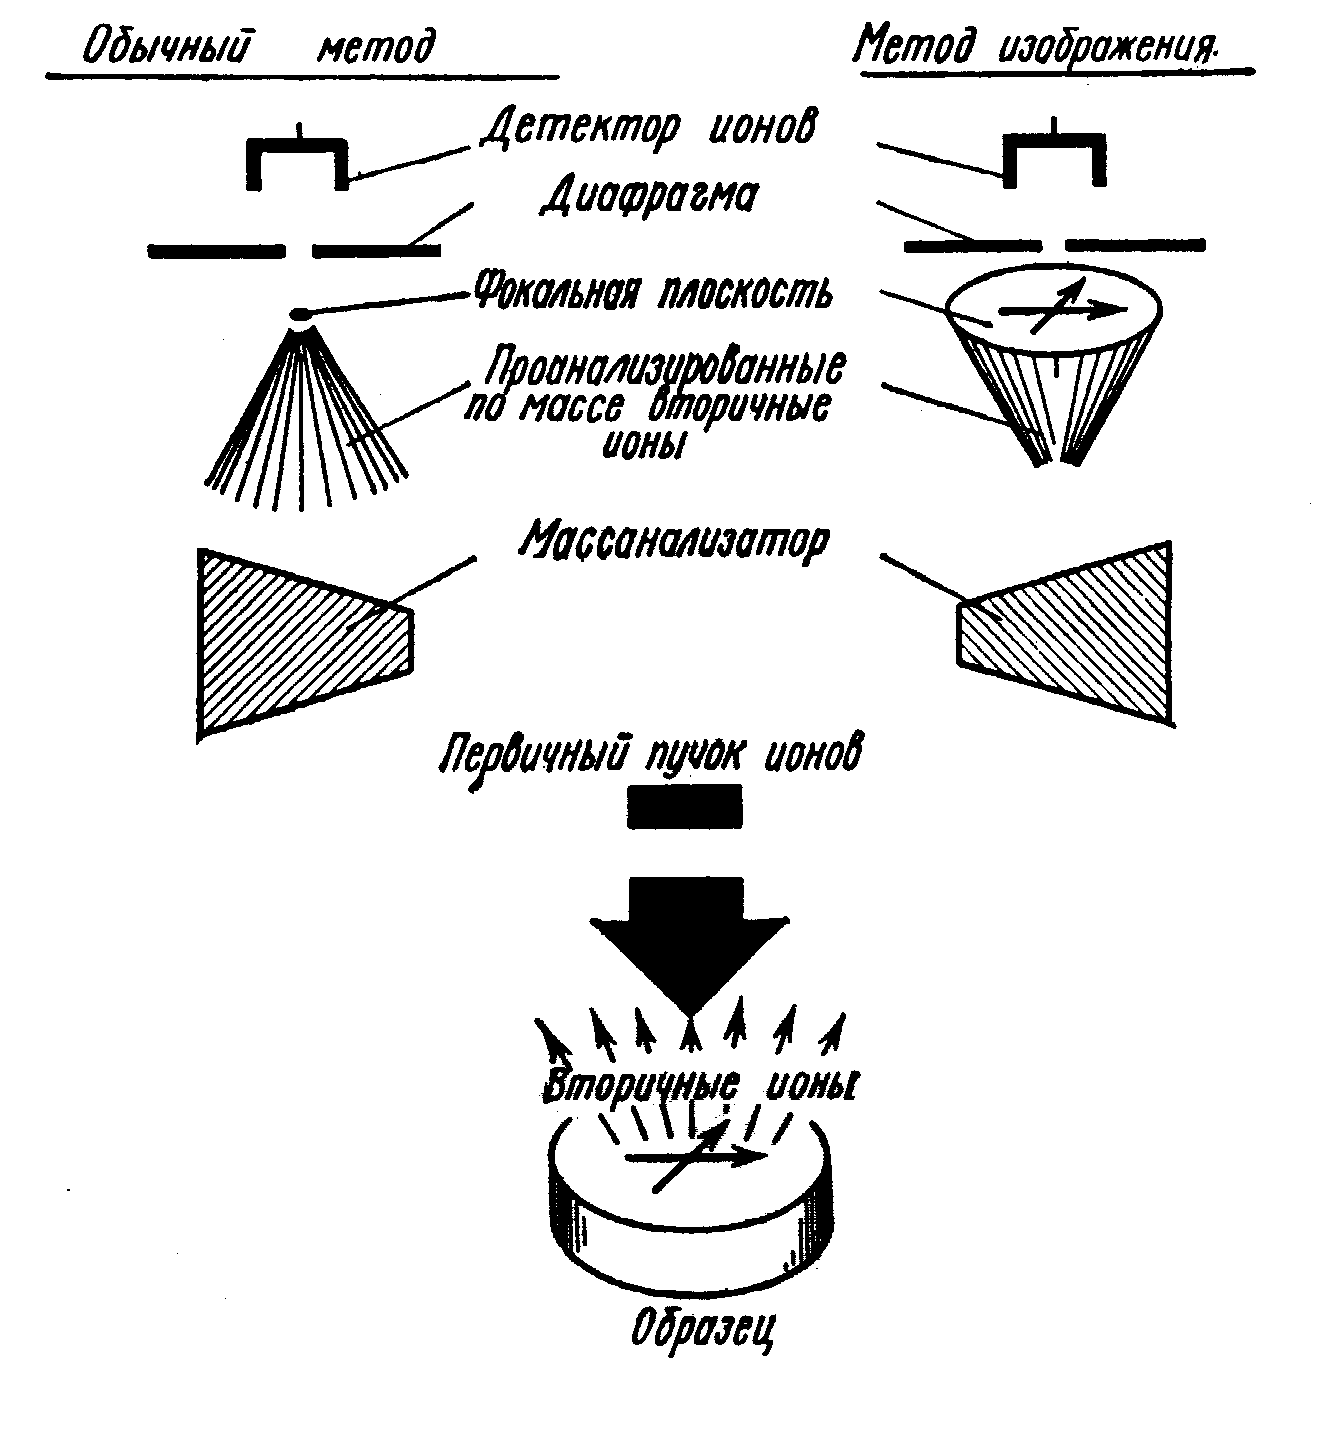 Обычный метод
Метод изображения.
Детектор ионов
Диафрагма
Фокальная плоскость
Проанализированные
по массе вторичные
ионы
Массанализатор
Первичный пучок ионов
Вторичные ионы
Образец